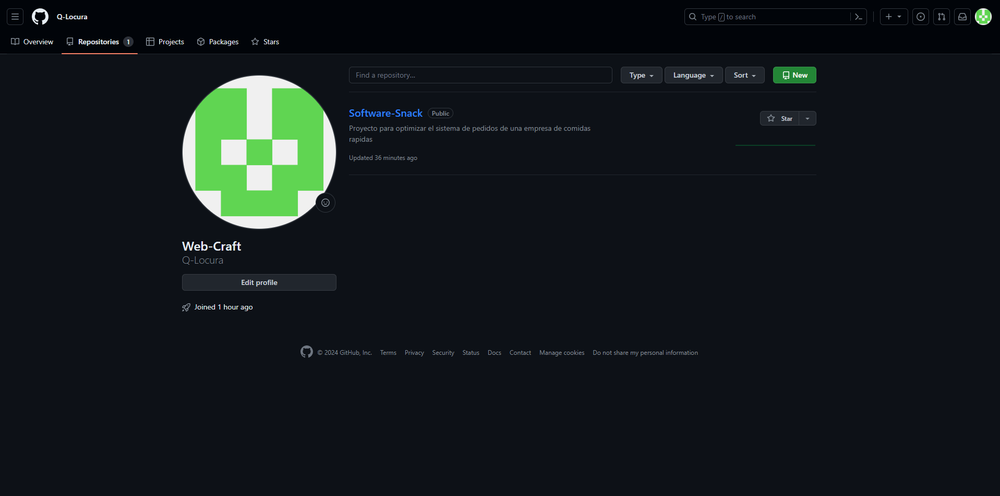 Q-Locura
Type / to search
Overview Repositories 1 Projects Packages Stars
Find a repository...
Type Language Sort New
Software-Snack Public
Star
Proyecto para optimizar el sistema de pedidos de una empresa de comidas
rapidas
Updated 36 minutes ago
Web-Craft
Q-Locura
Edit profile
Joined 1 hour ago
© 2024 GitHub, Inc. Terms Privacy Security Status Docs Contact Manage cookies Do not share my personal information